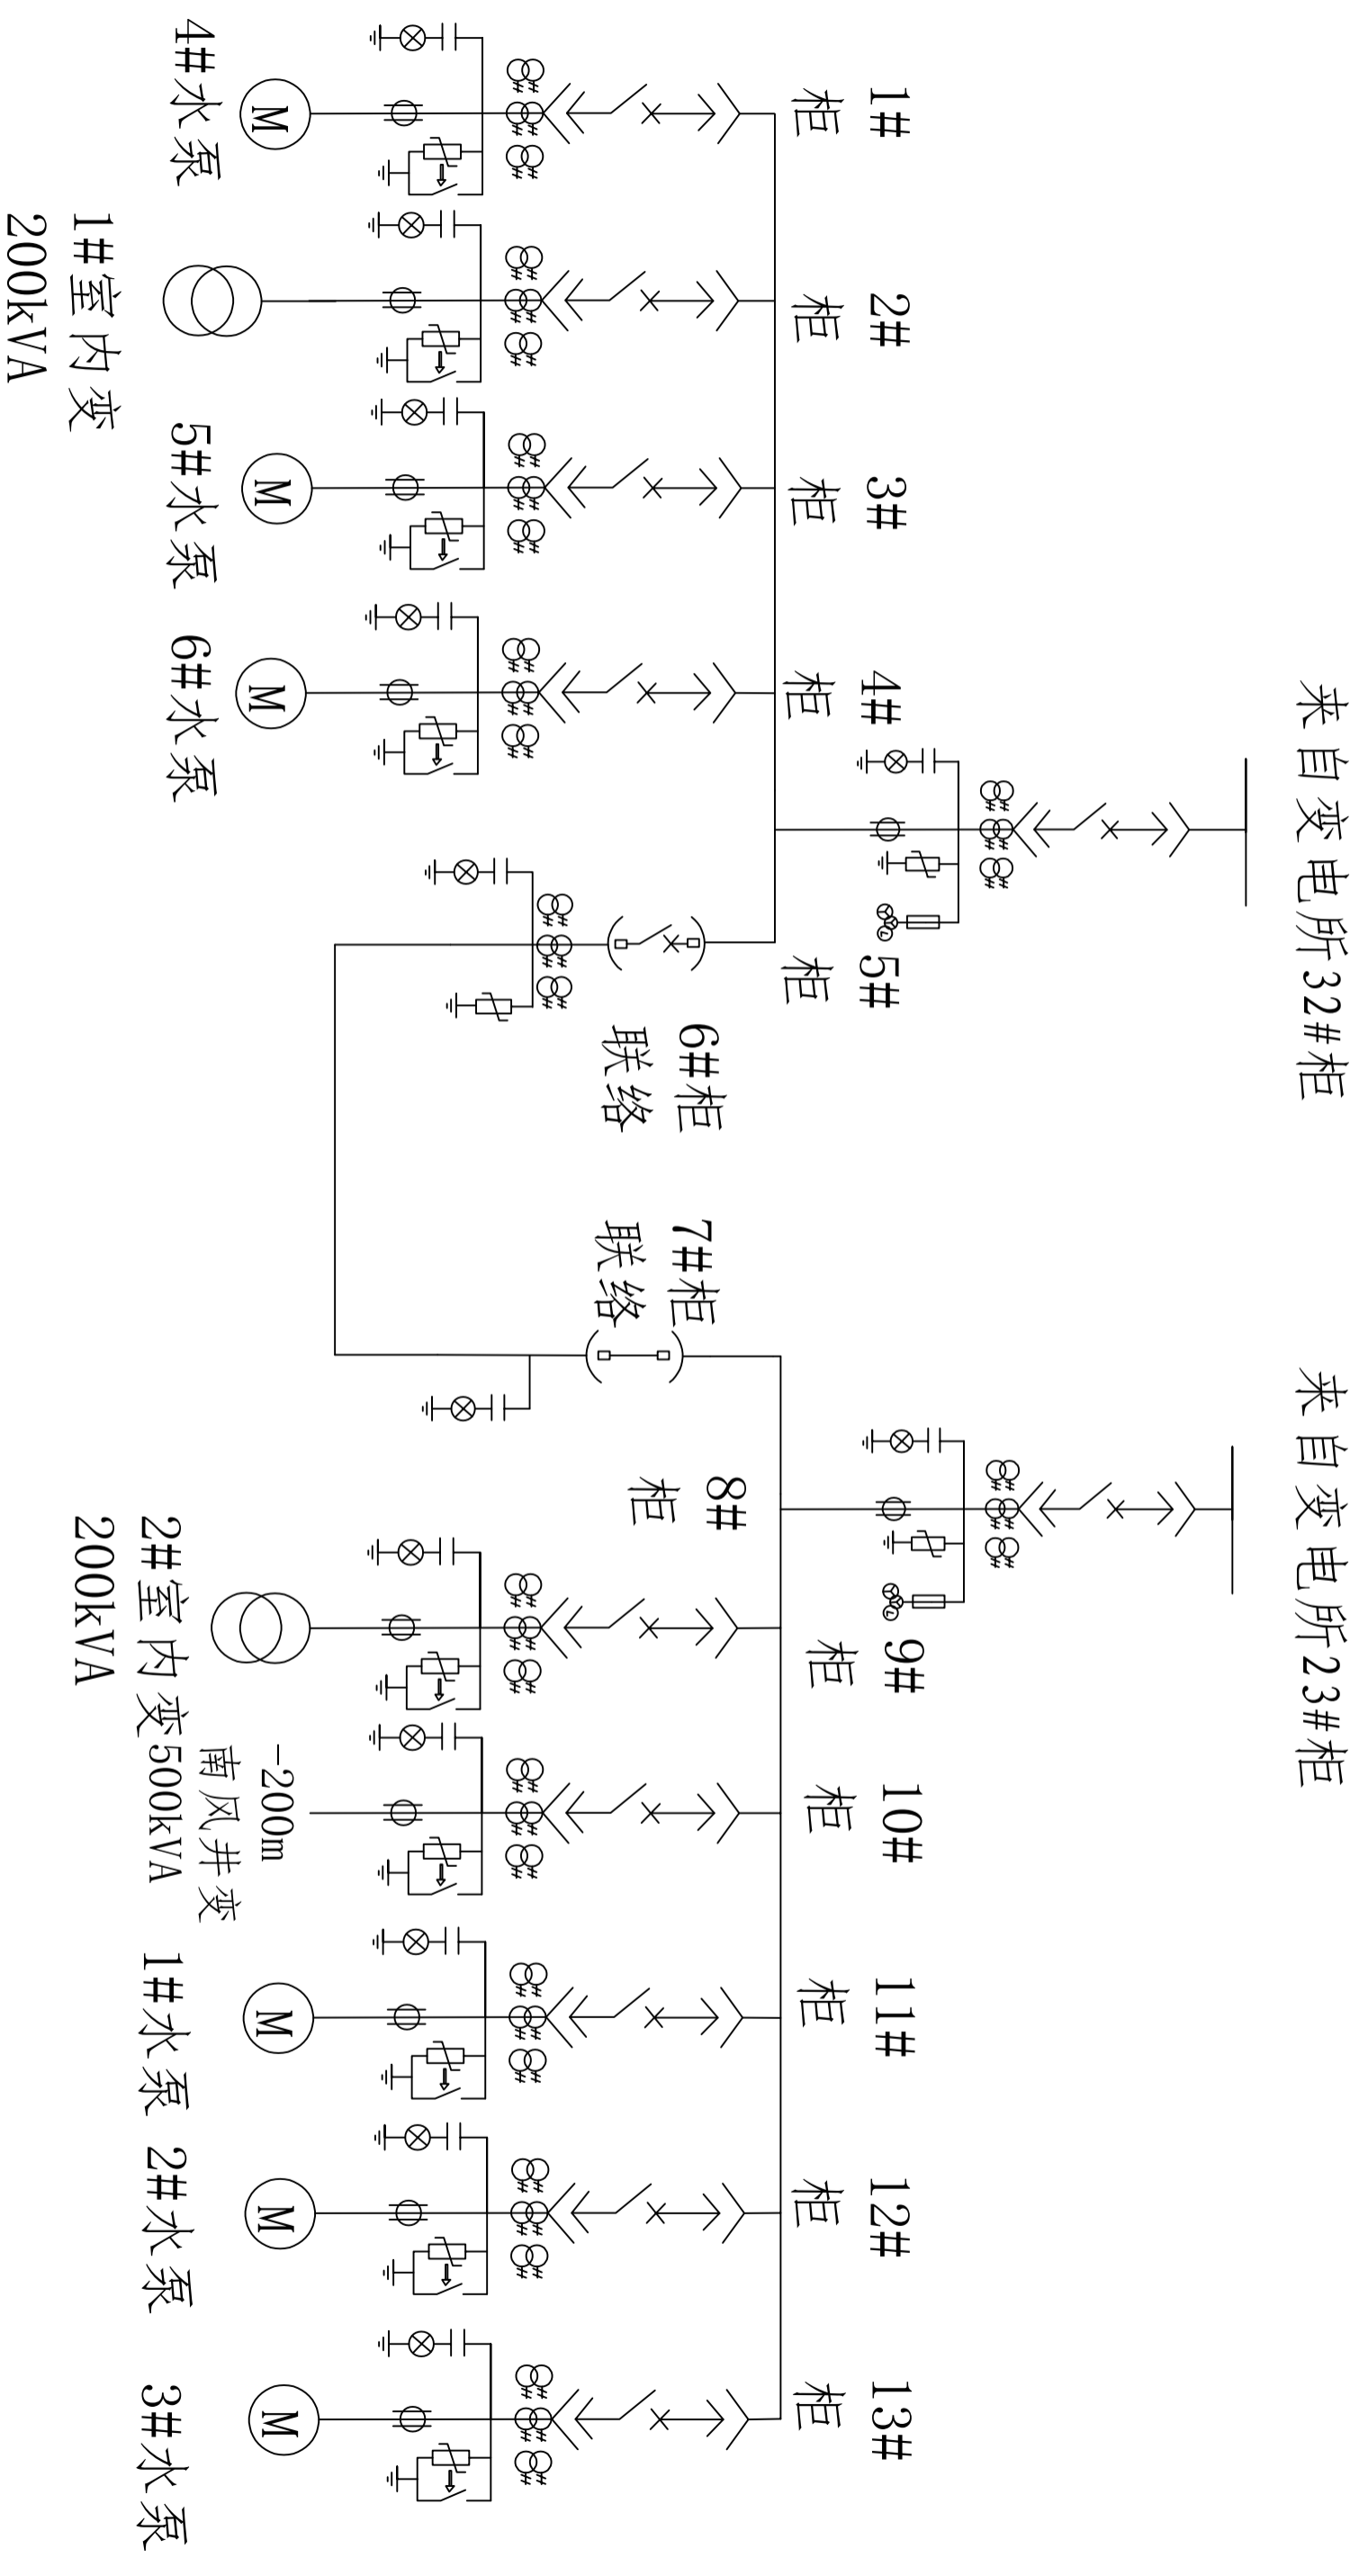 来自变电所32#柜
来自变电所23#柜
1#
柜
2#
柜
3#
柜
4#
柜
5#
柜
6#柜
联络
7#柜
联络
8#
柜
9#
柜
10#
柜
11#
柜
12#
柜
13#
柜
M
M
M
M
M
M
4#水泵
1#室内变
200kVA
5#水泵
6#水泵
2#室内变
200kVA
-200m
南风井变
500kVA
1#水泵
2#水泵
3#水泵